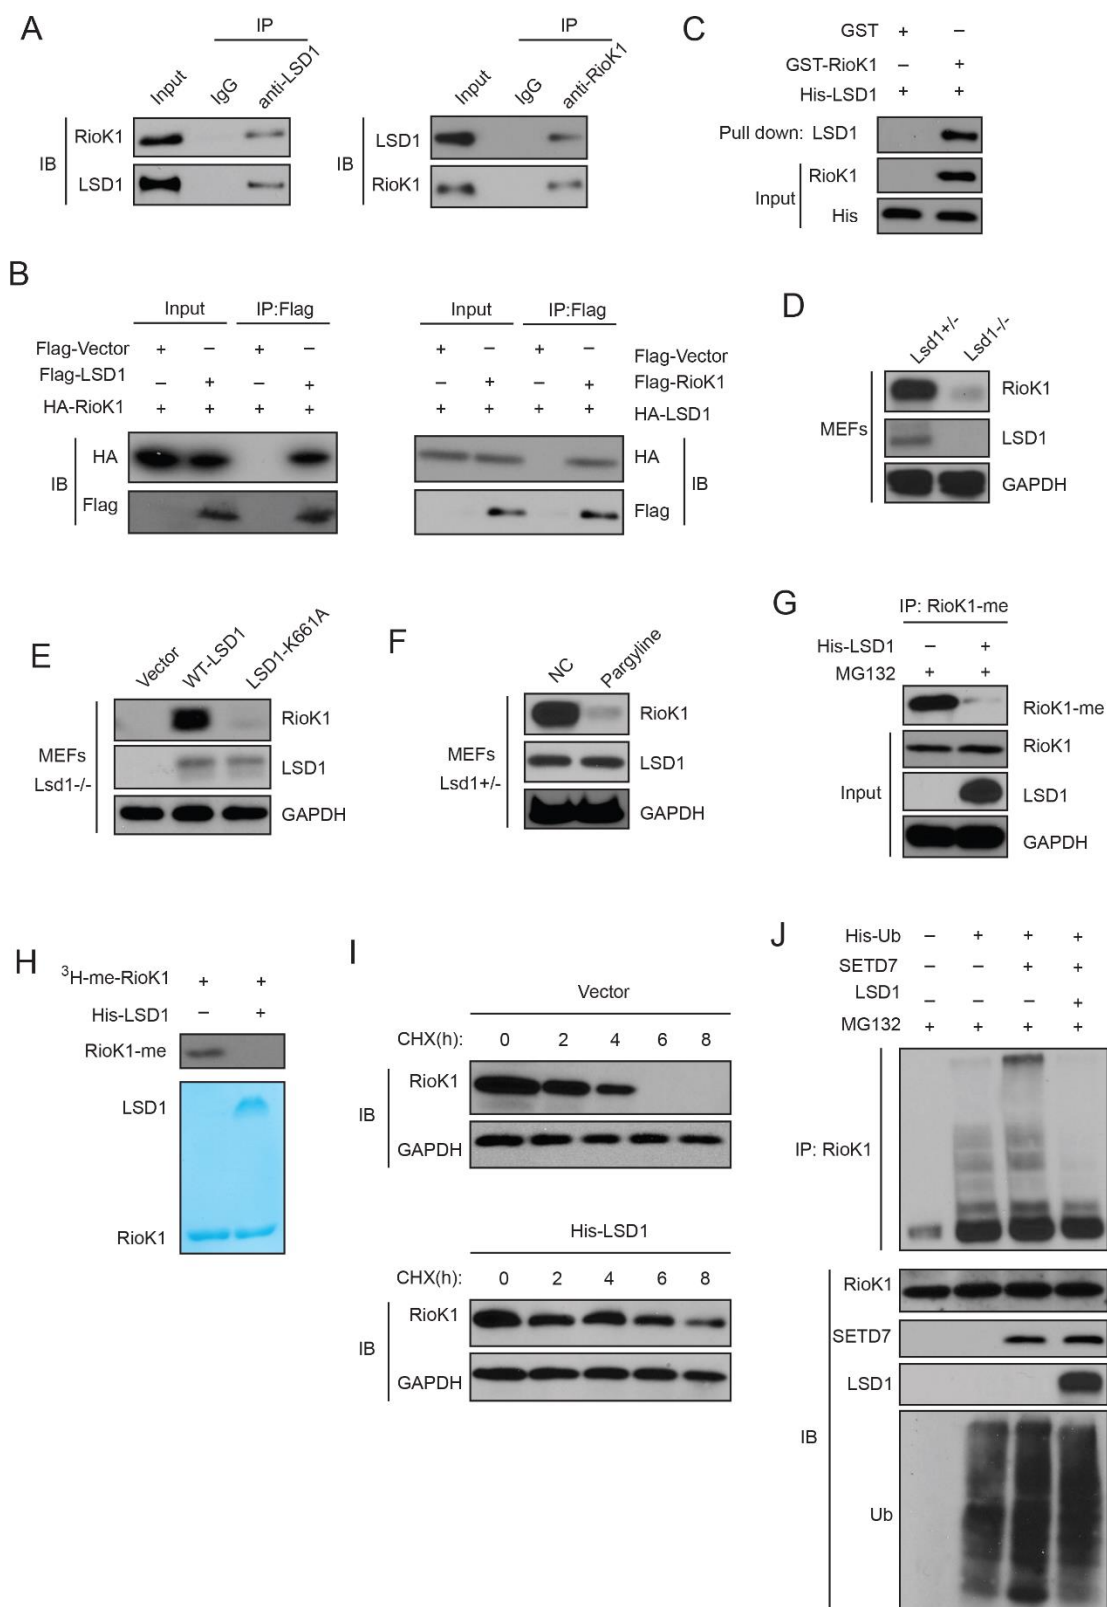 A
IP
Input
IgG
anti-LSD1
IB
RioK1
LSD1
IP
Input
IgG
anti-RioK1
IB
LSD1
RioK1
C
GST + –
GST-RioK1 – +
His-LSD1 + +
Pull down: LSD1
Input
RioK1
His
B
Input IP:Flag
Flag-Vector + – + –
Flag-LSD1 – + – +
HA-RioK1 + + + +
IB
HA
Flag
Input IP:Flag
+ – + – Flag-Vector
– + – + Flag-RioK1
+ + + + HA-LSD1
HA
Flag
IB
D
Lsd1+/-
Lsd1-/-
MEFs
RioK1
LSD1
GAPDH
E
Vector
WT-LSD1
LSD1-K661A
MEFs
Lsd1-/-
RioK1
LSD1
GAPDH
F
NC
Pargyline
MEFs
Lsd1+/-
RioK1
LSD1
GAPDH
G
IP: RioK1-me
His-LSD1 – +
MG132 + +
RioK1-me
Input
RioK1
LSD1
GAPDH
H
³H-me-RioK1 + +
His-LSD1 – +
RioK1-me
LSD1
RioK1
I
Vector
CHX(h): 0 2 4 6 8
IB
RioK1
GAPDH
His-LSD1
CHX(h): 0 2 4 6 8
IB
RioK1
GAPDH
J
His-Ub – + + +
SETD7 – – + +
LSD1 – – – +
MG132 + + + +
IP: RioK1
IB
RioK1
SETD7
LSD1
Ub